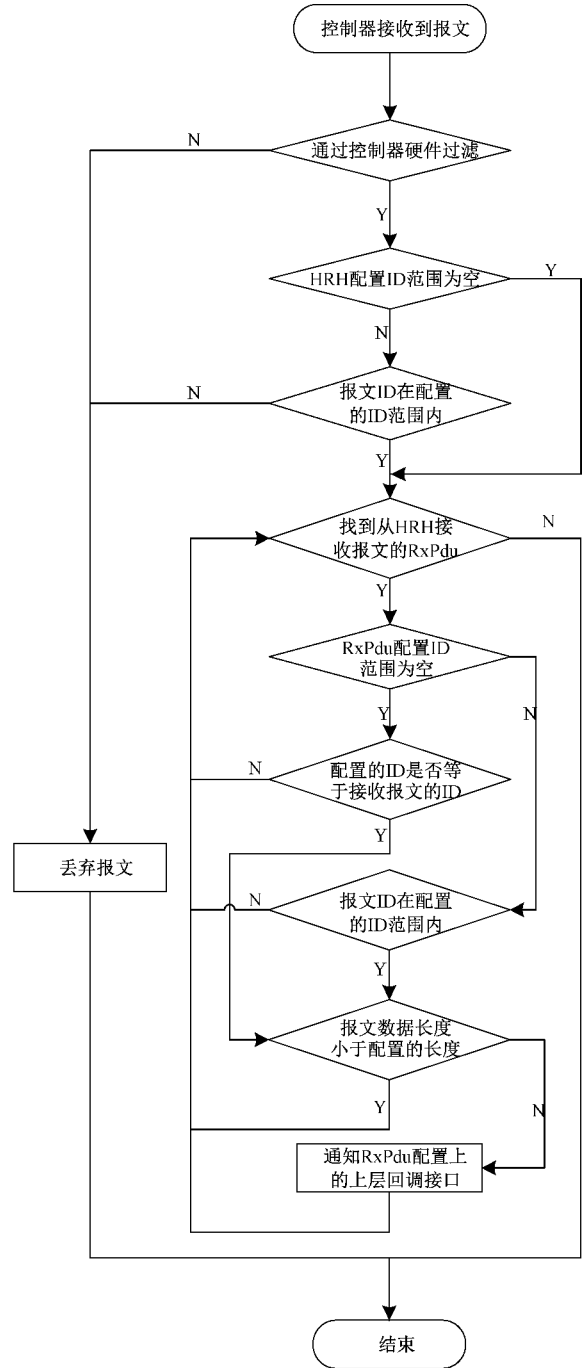 控制器接收到报文
N
通过控制器硬件过滤
Y
HRH配置ID范围为空
Y
N
N
报文ID在配置
的ID范围内
Y
找到从HRH接
收报文的RxPdu
N
Y
RxPdu配置ID
范围为空
N
Y
N
配置的ID是否等
于接收报文的ID
Y
丢弃报文
N
报文ID在配置
的ID范围内
Y
报文数据长度
小于配置的长度
Y
N
通知RxPdu配置上
的上层回调接口
结束